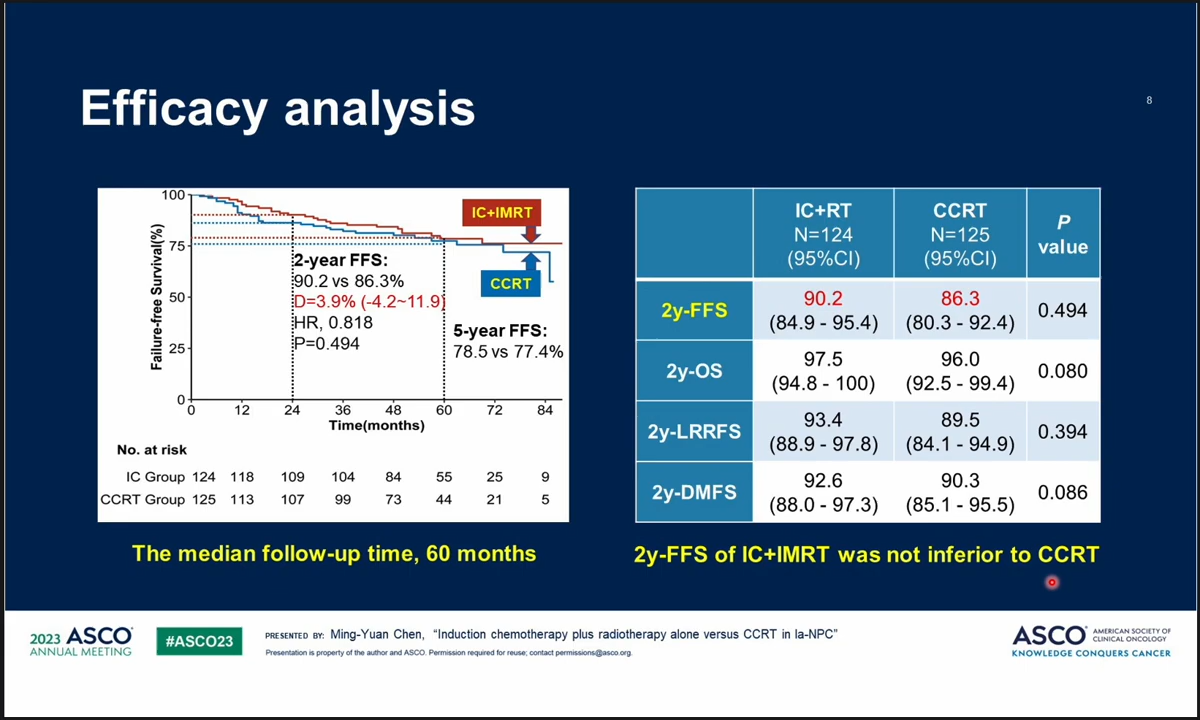 Efficacy analysis
8
100
75
50
25
0
Failure-free Survival(%)
IC+IMRT
CCRT
2-year FFS:
90.2 vs 86.3%
D=3.9% (-4.2~11.9)
HR, 0.818
P=0.494
5-year FFS:
78.5 vs 77.4%
0 12 24 36 48 60 72 84
Time(months)
No. at risk
IC Group 124 118 109 104 84 55 25 9
CCRT Group 125 113 107 99 73 44 21 5
The median follow-up time, 60 months
IC+RT
N=124
(95%CI)
CCRT
N=125
(95%CI)
P
value
2y-FFS
90.2
(84.9 - 95.4)
86.3
(80.3 - 92.4)
0.494
2y-OS
97.5
(94.8 - 100)
96.0
(92.5 - 99.4)
0.080
2y-LRRFS
93.4
(88.9 - 97.8)
89.5
(84.1 - 94.9)
0.394
2y-DMFS
92.6
(88.0 - 97.3)
90.3
(85.1 - 95.5)
0.086
2y-FFS of IC+IMRT was not inferior to CCRT
2023 ASCO®
ANNUAL MEETING
#ASCO23
PRESENTED BY: Ming-Yuan Chen, “Induction chemotherapy plus radiotherapy alone versus CCRT in la-NPC”
Presentation is property of the author and ASCO. Permission required for reuse; contact permissions@asco.org.
ASCO® AMERICAN SOCIETY OF
CLINICAL ONCOLOGY
KNOWLEDGE CONQUERS CANCER